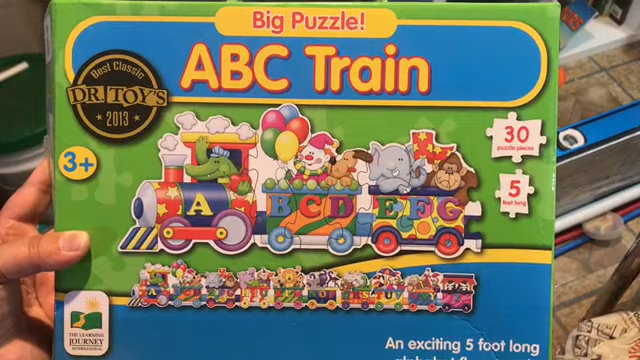 Big Puzzle!
ABC Train
Best Classic
DR. TOY'S
2013
3+
30
puzzle pieces
5
feet long
A
B C D
E F G
THE LEARNING
JOURNEY
INTERNATIONAL
An exciting 5 foot long